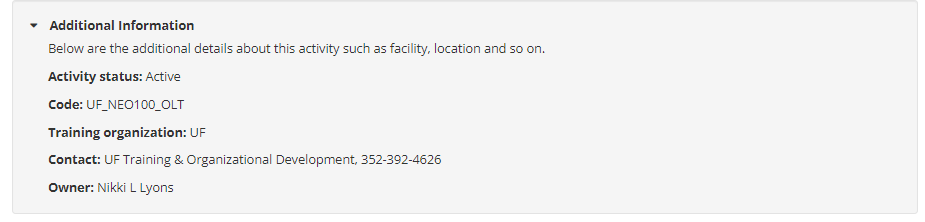 Additional Information
Below are the additional details about this activity such as facility, location and so on.
Activity status: Active
Code: UF_NEO100_OLT
Training organization: UF
Contact: UF Training & Organizational Development, 352-392-4626
Owner: Nikki L Lyons